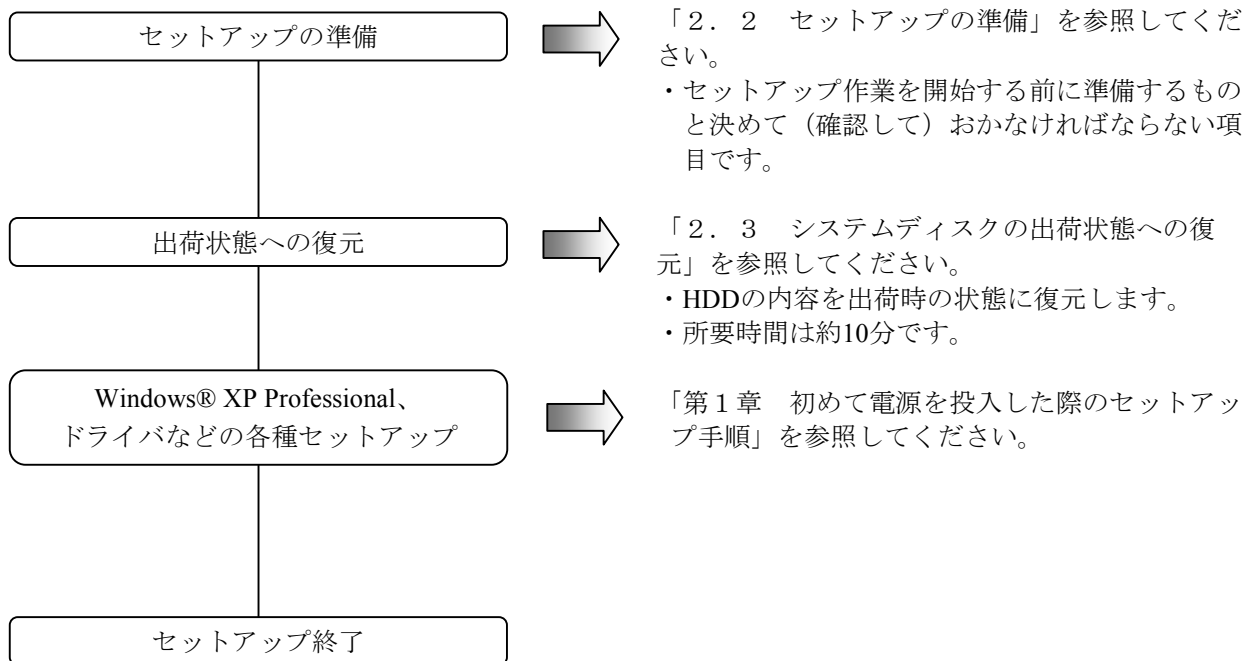 セットアップの準備
「２．２　セットアップの準備」を参照してくだ
さい。
・セットアップ作業を開始する前に準備するもの
と決めて（確認して）おかなければならない項
目です。
出荷状態への復元
「２．３　システムディスクの出荷状態への復
元」を参照してください。
・HDDの内容を出荷時の状態に復元します。
・所要時間は約10分です。
Windows® XP Professional、
ドライバなどの各種セットアップ
「第１章　初めて電源を投入した際のセットアッ
プ手順」を参照してください。
セットアップ終了